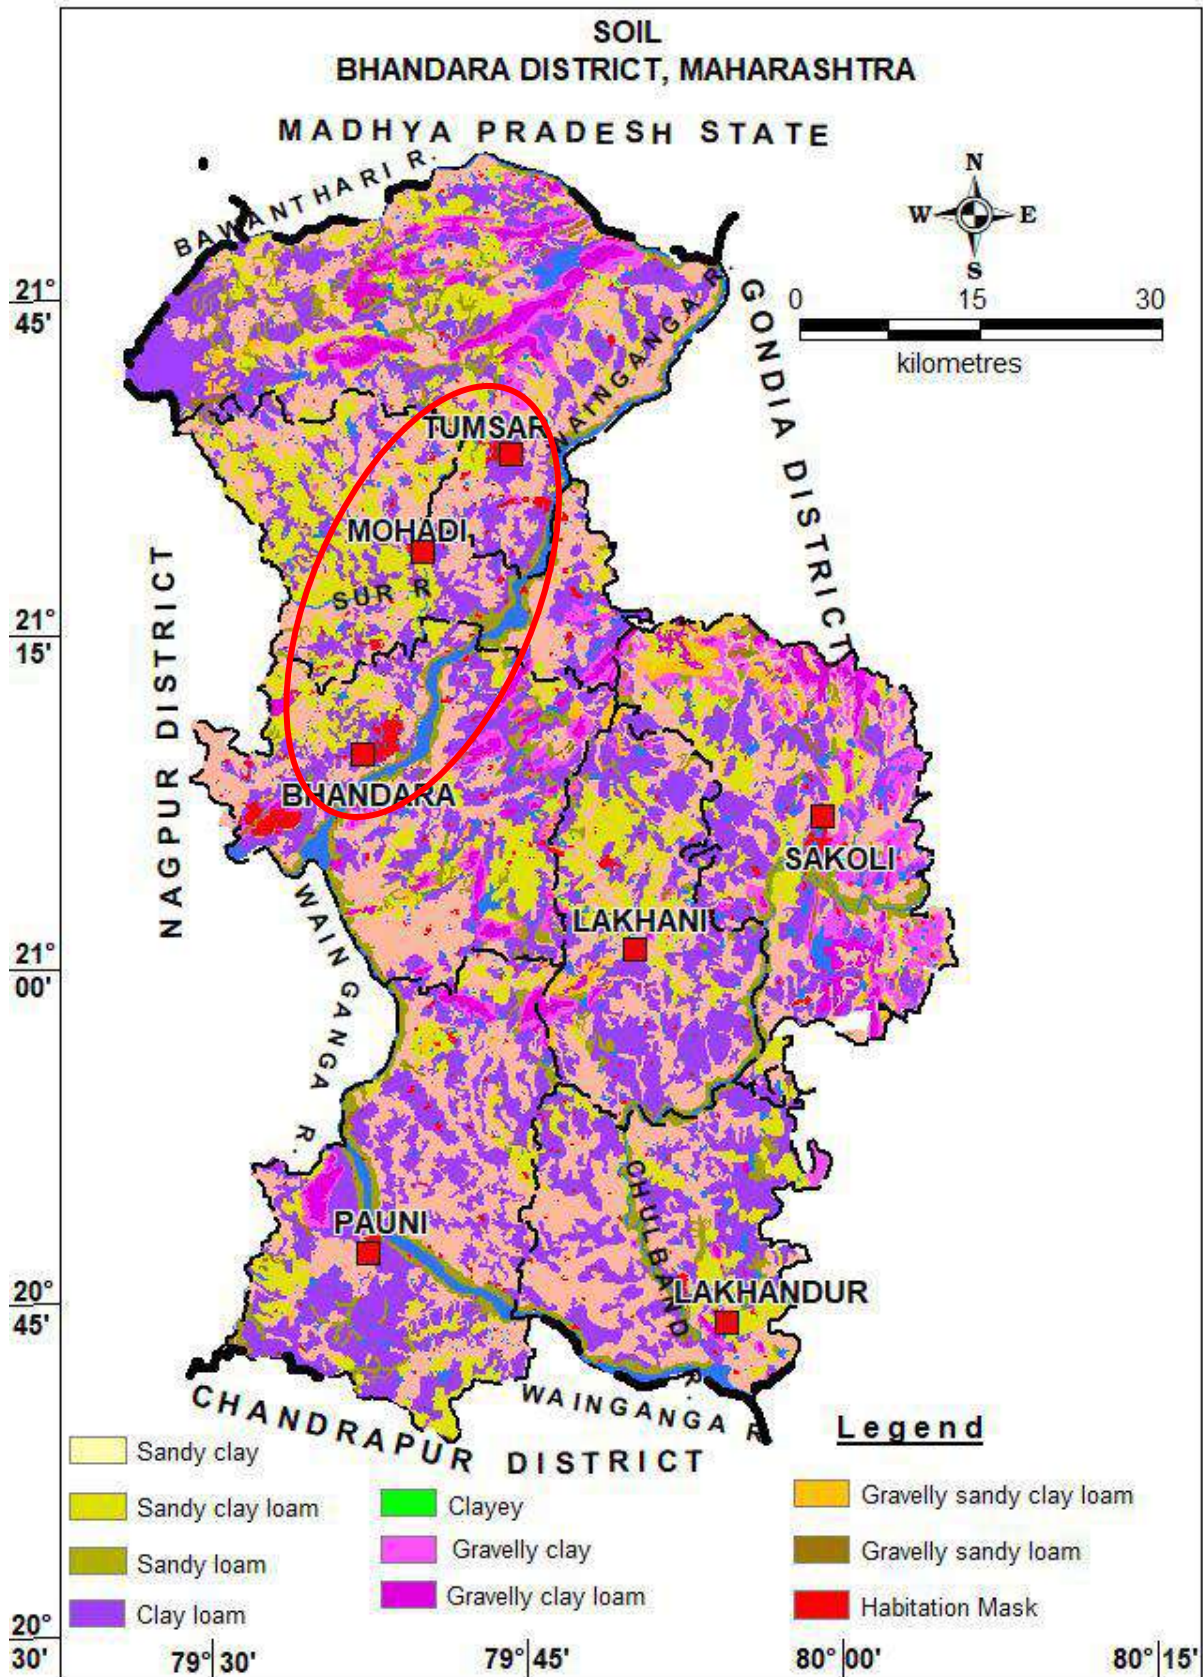 SOIL
BHANDARA DISTRICT, MAHARASHTRA
MADHYA PRADESH STATE
BAWANTHARI R.
N
W E
S
0 15 30
kilometres
21°
45'
WAINGANGA R.
GONDIA DISTRICT
TUMSAR
MOHADI
SUR R
21°
15'
NAGPUR DISTRICT
BHANDARA
SAKOLI
LAKHANI
21°
00'
WAINGANGA R.
PAUNI
CHULBAND R.
LAKHANDUR
20°
45'
CHANDRAPUR DISTRICT
WAINGANGA R
Legend
Sandy clay
Sandy clay loam
Sandy loam
Clay loam
Clayey
Gravelly clay
Gravelly clay loam
Gravelly sandy clay loam
Gravelly sandy loam
Habitation Mask
20°
30'
79°30' 79°45' 80°00' 80°15'